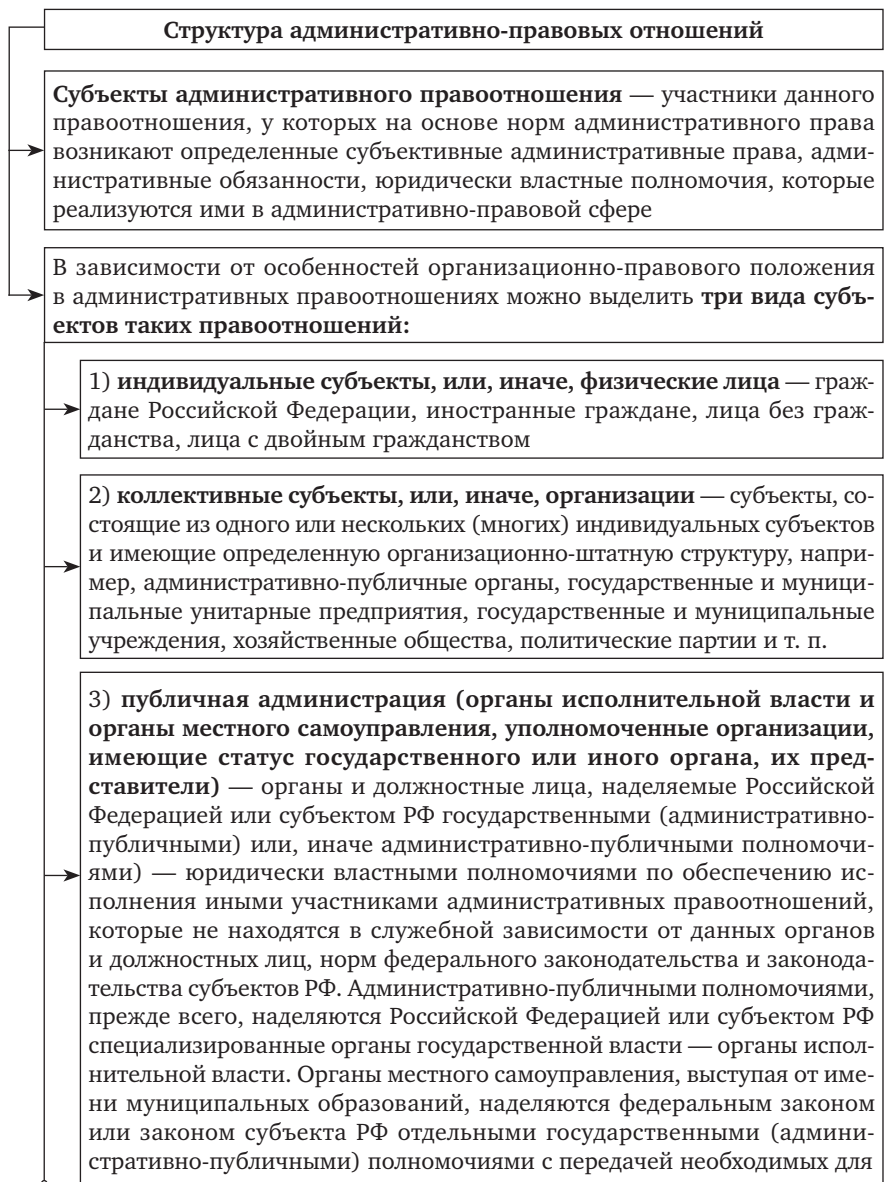 Структура административно-правовых отношений
Субъекты административного правоотношения — участники данного
правоотношения, у которых на основе норм административного права
возникают определенные субъективные административные права, адми-
нистративные обязанности, юридически властные полномочия, которые
реализуются ими в административно-правовой сфере
В зависимости от особенностей организационно-правового положения
в административных правоотношениях можно выделить три вида субъ-
ектов таких правоотношений:
1) индивидуальные субъекты, или, иначе, физические лица — граж-
дане Российской Федерации, иностранные граждане, лица без граж-
данства, лица с двойным гражданством
2) коллективные субъекты, или, иначе, организации — субъекты, со-
стоящие из одного или нескольких (многих) индивидуальных субъектов
и имеющие определенную организационно-штатную структуру, напри-
мер, административно-публичные органы, государственные и муници-
пальные унитарные предприятия, государственные и муниципальные
учреждения, хозяйственные общества, политические партии и т. п.
3) публичная администрация (органы исполнительной власти и
органы местного самоуправления, уполномоченные организации,
имеющие статус государственного или иного органа, их пред-
ставители) — органы и должностные лица, наделяемые Российской
Федерацией или субъектом РФ государственными (административно-
публичными) или, иначе административно-публичными полномочи-
ями) — юридически властными полномочиями по обеспечению ис-
полнения иными участниками административных правоотношений,
которые не находятся в служебной зависимости от данных органов
и должностных лиц, норм федерального законодательства и законода-
тельства субъектов РФ. Административно-публичными полномочиями,
прежде всего, наделяются Российской Федерацией или субъектом РФ
специализированные органы государственной власти — органы испол-
нительной власти. Органы местного самоуправления, выступая от име-
ни муниципальных образований, наделяются федеральным законом
или законом субъекта РФ отдельными государственными (админи-
стративно-публичными) полномочиями с передачей необходимых для